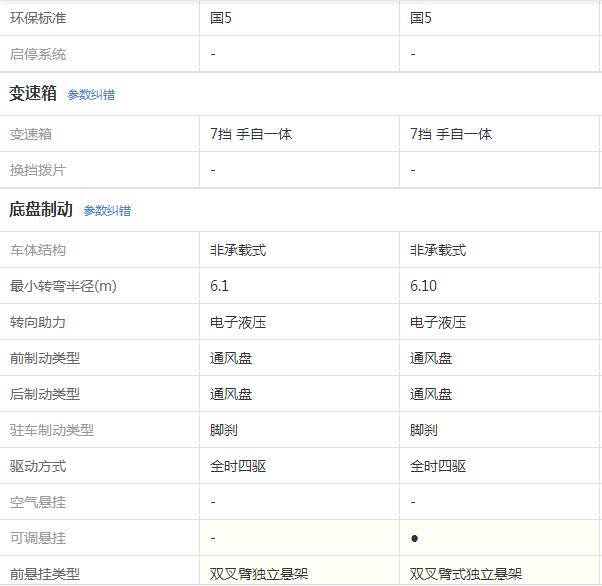 环保标准 国5 国5
启停系统 - -
变速箱 参数纠错
变速箱 7挡 手自一体 7挡 手自一体
换挡拨片 - -
底盘制动 参数纠错
车体结构 非承载式 非承载式
最小转弯半径(m) 6.1 6.10
转向助力 电子液压 电子液压
前制动类型 通风盘 通风盘
后制动类型 通风盘 通风盘
驻车制动类型 脚刹 脚刹
驱动方式 全时四驱 全时四驱
空气悬挂 - -
可调悬挂 - ●
前悬挂类型 双叉臂独立悬架 双叉臂式独立悬架